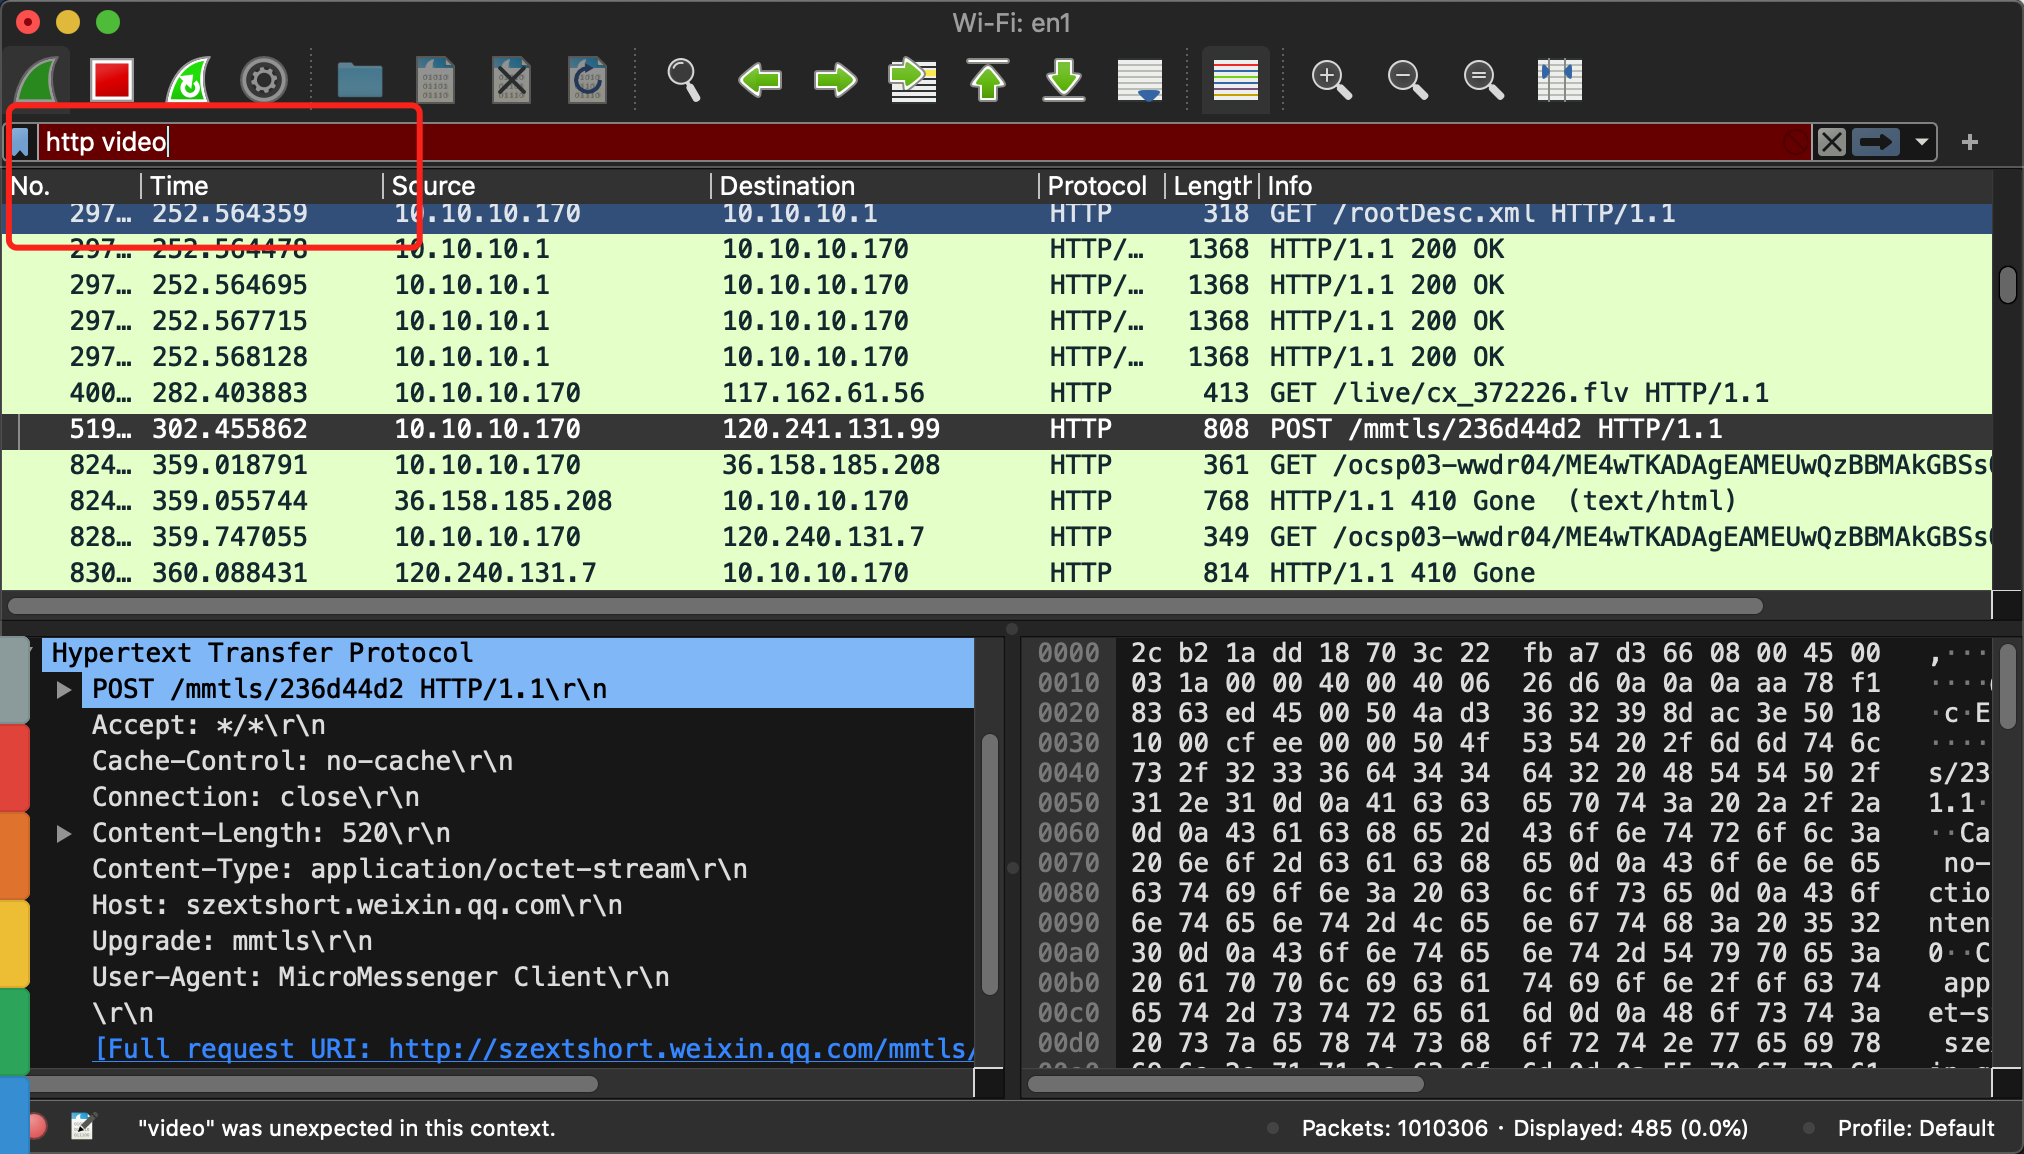 Wi-Fi: en1
http video
No. Time Source Destination Protocol Length Info
297… 252.564359 10.10.10.170 10.10.10.1 HTTP 318 GET /rootDesc.xml HTTP/1.1
297… 252.564478 10.10.10.1 10.10.10.170 HTTP/… 1368 HTTP/1.1 200 OK
297… 252.564695 10.10.10.1 10.10.10.170 HTTP/… 1368 HTTP/1.1 200 OK
297… 252.567715 10.10.10.1 10.10.10.170 HTTP/… 1368 HTTP/1.1 200 OK
297… 252.568128 10.10.10.1 10.10.10.170 HTTP/… 1368 HTTP/1.1 200 OK
400… 282.403883 10.10.10.170 117.162.61.56 HTTP 413 GET /live/cx_372226.flv HTTP/1.1
519… 302.455862 10.10.10.170 120.241.131.99 HTTP 808 POST /mmtls/236d44d2 HTTP/1.1
824… 359.018791 10.10.10.170 36.158.185.208 HTTP 361 GET /ocsp03-wwdr04/ME4wTKADAgEAMEUwQzBBMAkGBSs
824… 359.055744 36.158.185.208 10.10.10.170 HTTP 768 HTTP/1.1 410 Gone (text/html)
828… 359.747055 10.10.10.170 120.240.131.7 HTTP 349 GET /ocsp03-wwdr04/ME4wTKADAgEAMEUwQzBBMAkGBSs
830… 360.088431 120.240.131.7 10.10.10.170 HTTP 814 HTTP/1.1 410 Gone
Hypertext Transfer Protocol
POST /mmtls/236d44d2 HTTP/1.1\r\n
Accept: */*\r\n
Cache-Control: no-cache\r\n
Connection: close\r\n
Content-Length: 520\r\n
Content-Type: application/octet-stream\r\n
Host: szextshort.weixin.qq.com\r\n
Upgrade: mmtls\r\n
User-Agent: MicroMessenger Client\r\n
\r\n
[Full request URI: http://szextshort.weixin.qq.com/mmtls/
0000 2c b2 1a dd 18 70 3c 22 fb a7 d3 66 08 00 45 00 ,···
0010 03 1a 00 00 40 00 40 06 26 d6 0a 0a 0a aa 78 f1 ····
0020 83 63 ed 45 00 50 4a d3 36 32 39 8d ac 3e 50 18 ·c·E
0030 10 00 cf ee 00 00 50 4f 53 54 20 2f 6d 6d 74 6c ····
0040 73 2f 32 33 36 64 34 34 64 32 20 48 54 54 50 2f s/23
0050 31 2e 31 0d 0a 41 63 63 65 70 74 3a 20 2a 2f 2a 1.1·
0060 0d 0a 43 61 63 68 65 2d 43 6f 6e 74 72 6f 6c 3a ··Ca
0070 20 6e 6f 2d 63 61 63 68 65 0d 0a 43 6f 6e 6e 65 no-
0080 63 74 69 6f 6e 3a 20 63 6c 6f 73 65 0d 0a 43 6f ctio
0090 6e 74 65 6e 74 2d 4c 65 6e 67 74 68 3a 20 35 32 nten
00a0 30 0d 0a 43 6f 6e 74 65 6e 74 2d 54 79 70 65 3a 0··C
00b0 20 61 70 70 6c 69 63 61 74 69 6f 6e 2f 6f 63 74 app
00c0 65 74 2d 73 74 72 65 61 6d 0d 0a 48 6f 73 74 3a et-s
00d0 20 73 7a 65 78 74 73 68 6f 72 74 2e 77 65 69 78 sze
"video" was unexpected in this context.
Packets: 1010306 · Displayed: 485 (0.0%)
Profile: Default